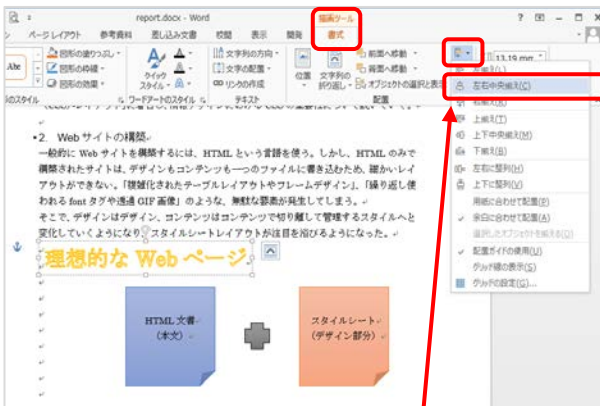 report.docx - Word
描画ツール
ページ レイアウト 参考資料 差し込み文書 校閲 表示 開発 書式
Abc
図形の塗りつぶし
図形の枠線
図形の効果
クイック
スタイル
文字列の方向
文字の配置
リンクの作成
位置
文字列の
折り返し
前面へ移動
背面へ移動
オブジェクトの選択と表示
13.19 mm
ワードアートのスタイル
テキスト
配置
左右中央揃え(C)
上揃え(T)
上下中央揃え(M)
下揃え(B)
左右に整列(H)
上下に整列(V)
用紙に合わせて配置(P)
余白に合わせて配置(A)
選択したオブジェクトを揃える(O)
配置ガイドの使用(U)
グリッド線の表示(S)
グリッドの設定(G)...
2. Web サイトの構築
一般的に Web サイトを構築するには、HTML という言語を使う。しかし、HTML のみで
構築されたサイトは、デザインもコンテンツも一つのファイルに書き込むため、細かいレイ
アウトができない。「複雑化されたテーブルレイアウトやフレームデザイン」、「繰り返し使
われる font タグや透過 GIF 画像」のような、無駄な要素が発生してしまう。
そこで、デザインはデザイン、コンテンツはコンテンツで切り離して管理するスタイルへと
変化していくようになり、スタイルシートレイアウトが注目を浴びるようになった。
理想的な Web ページ
HTML 文書
（本文）
スタイルシート
（デザイン部分）